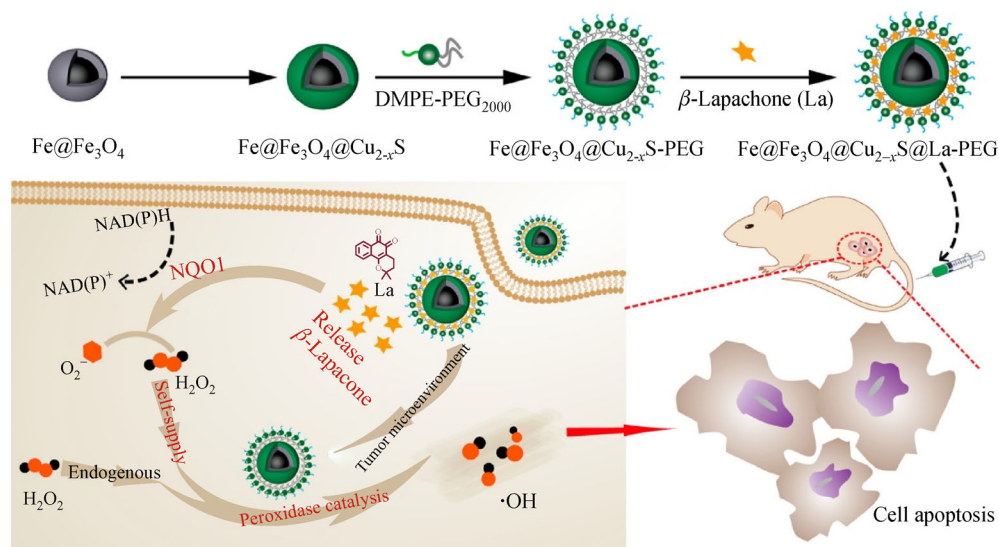 DMPE-PEG2000
β-Lapachone (La)
Fe@Fe3O4
Fe@Fe3O4@Cu2-xS
Fe@Fe3O4@Cu2-xS-PEG
Fe@Fe3O4@Cu2–xS@La-PEG
NAD(P)H
NAD(P)+
NQO1
La
Release
β-Lapacone
O2−
H2O2
Self-supply
Tumor microenvironment
Endogenous
H2O2
Peroxidase catalysis
·OH
Cell apoptosis